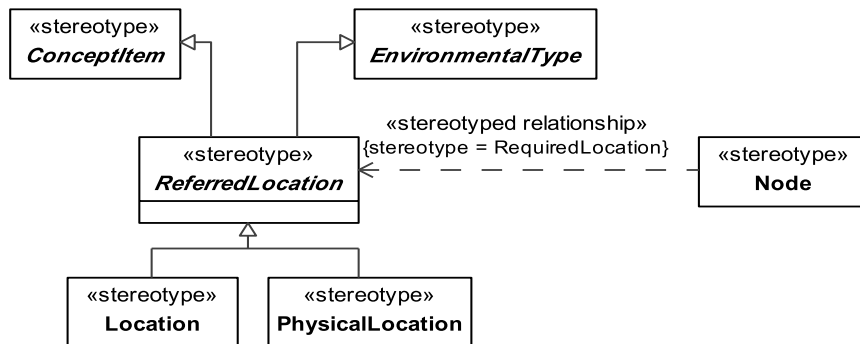 «stereotype»
ConceptItem
«stereotype»
EnvironmentalType
«stereotyped relationship»
{stereotype = RequiredLocation}
«stereotype»
ReferredLocation
«stereotype»
Node
«stereotype»
Location
«stereotype»
PhysicalLocation